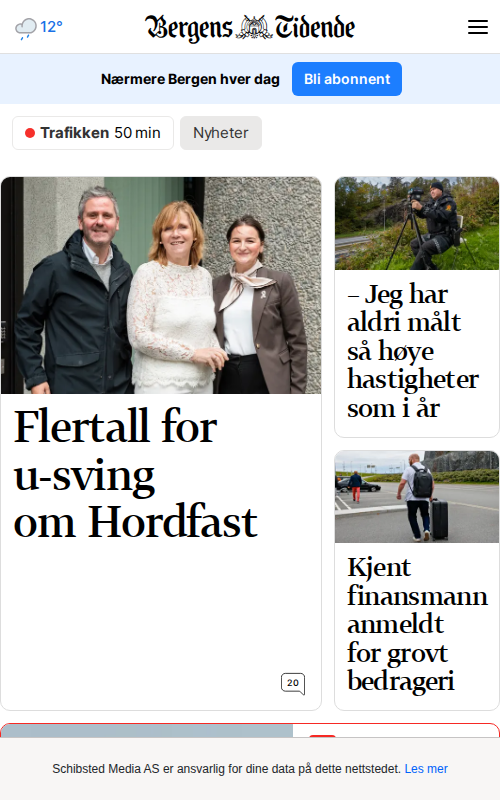 12°
Bergens Tidende
Nærmere Bergen hver dag
Bli abonnent
Trafikken 50 min
Nyheter
– Jeg har
aldri målt
så høye
hastigheter
som i år
Flertall for
u-sving
om Hordfast
20
Kjent
finansmann
anmeldt
for grovt
bedrageri
Schibsted Media AS er ansvarlig for dine data på dette nettstedet. Les mer